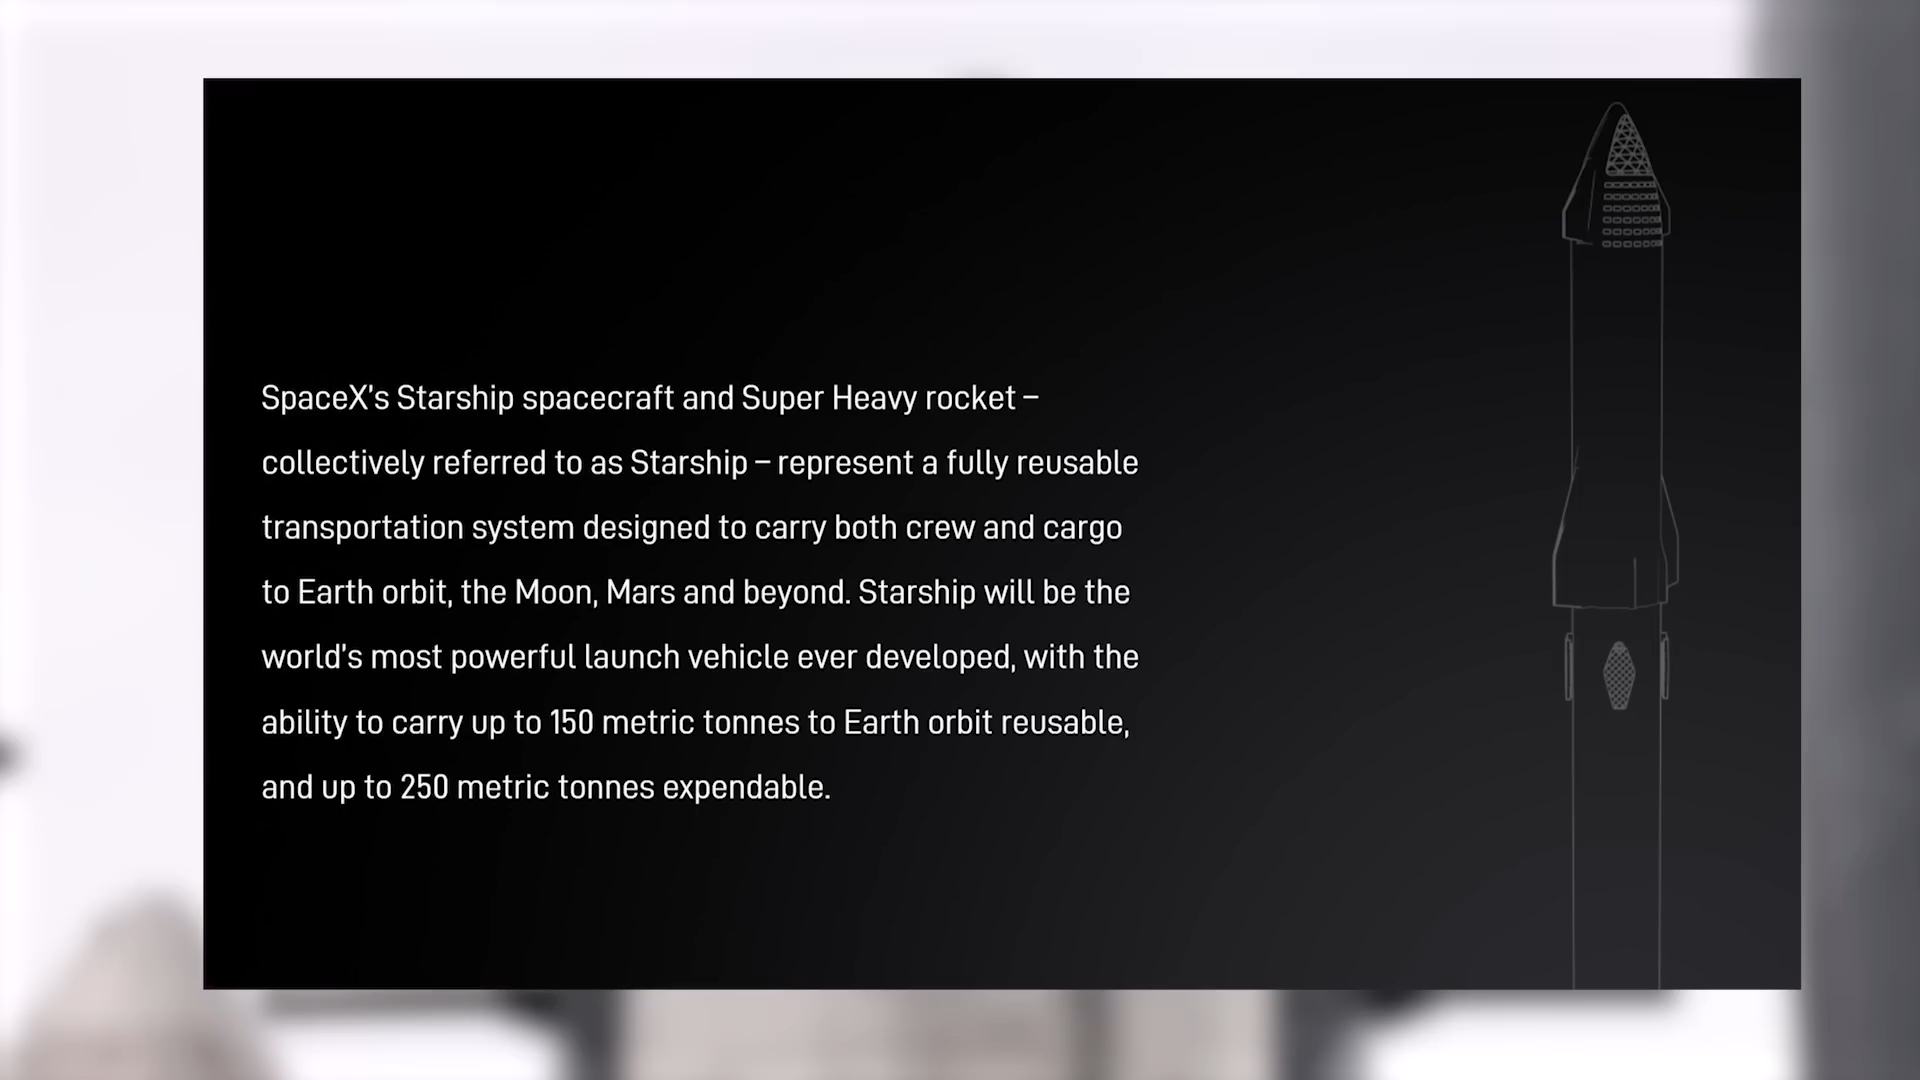 SpaceX's Starship spacecraft and Super Heavy rocket –
collectively referred to as Starship – represent a fully reusable
transportation system designed to carry both crew and cargo
to Earth orbit, the Moon, Mars and beyond. Starship will be the
world's most powerful launch vehicle ever developed, with the
ability to carry up to 150 metric tonnes to Earth orbit reusable,
and up to 250 metric tonnes expendable.